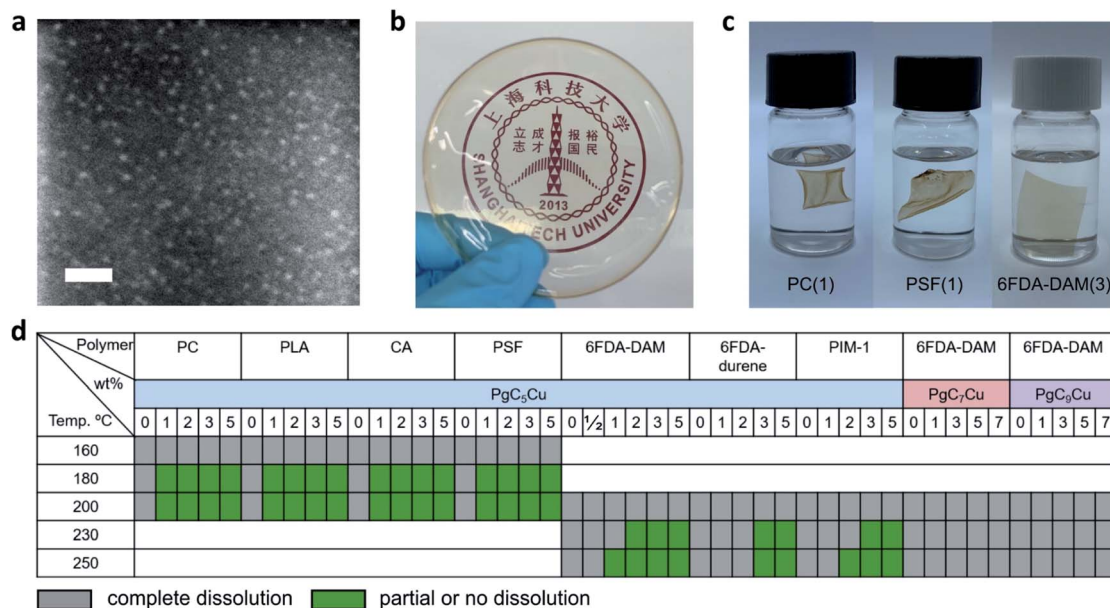 a
b
c
上海科技大学
立志 成才 报国 裕民
2013
SHANGHAITECH UNIVERSITY
PC(1)
PSF(1)
6FDA-DAM(3)
d
Polymer
wt%
Temp. ºC
PC PLA CA PSF 6FDA-DAM 6FDA-durene PIM-1 6FDA-DAM 6FDA-DAM
PgC₅Cu PgC₇Cu PgC₉Cu
0 1 2 3 5 0 1 2 3 5 0 1 2 3 5 0 1 2 3 5 0 ½ 1 2 3 5 0 1 2 3 5 0 1 2 3 5 0 1 3 5 7 0 1 3 5 7
160
180
200
230
250
complete dissolution
partial or no dissolution